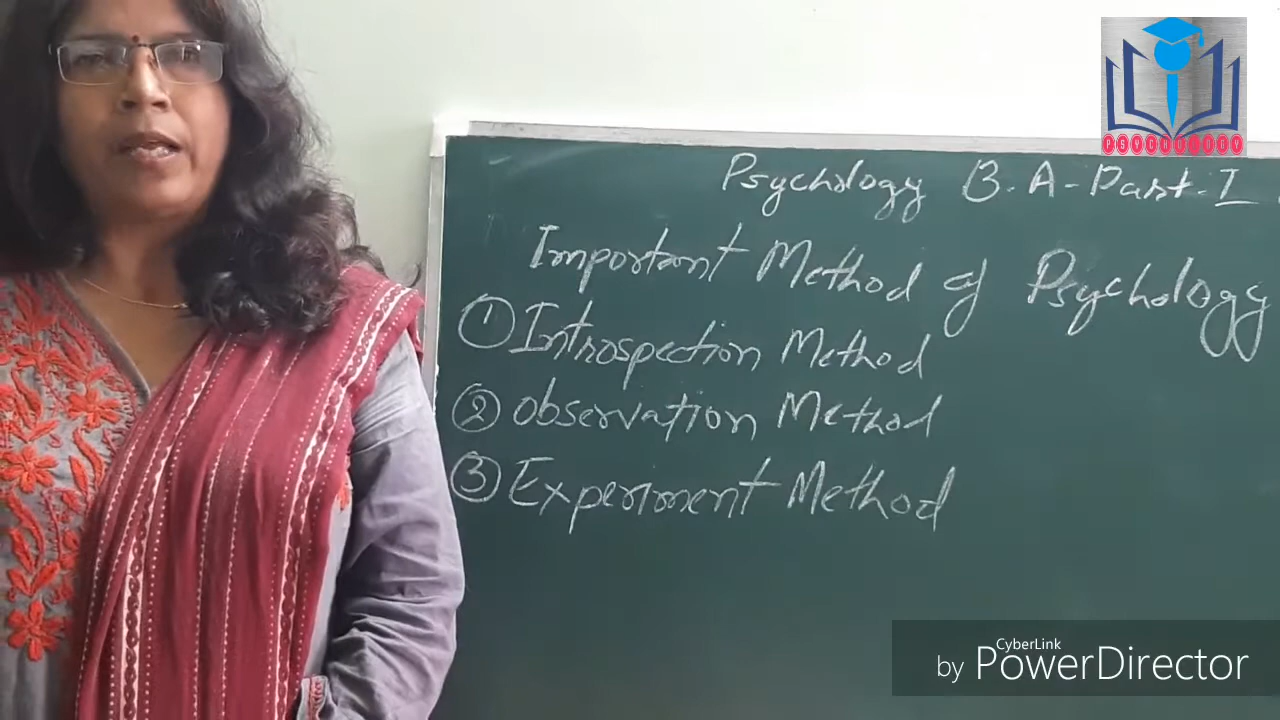 Psychology B.A-Part-I
Important Method of Psychology
① Introspection Method
② Observation Method
③ Experiment Method
CyberLink
by PowerDirector